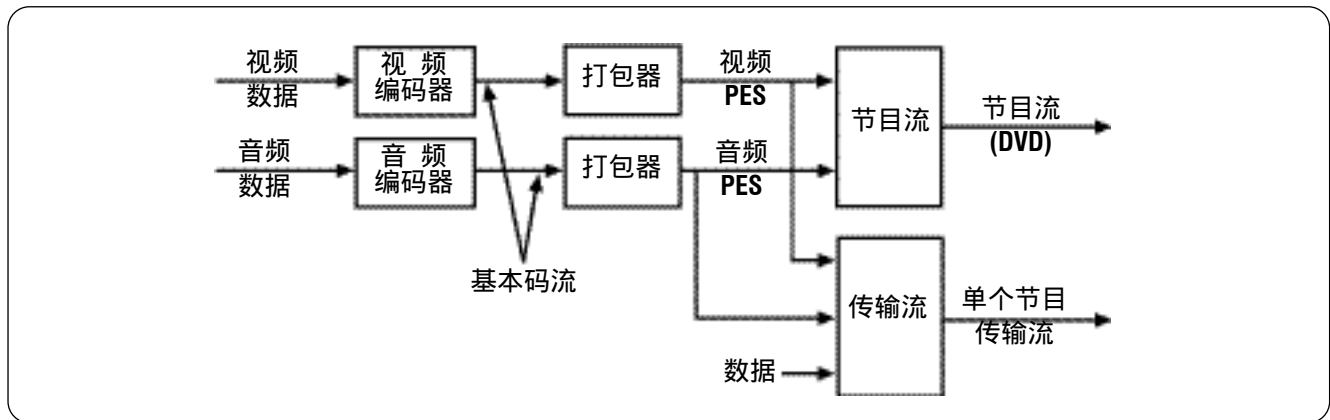 视频
数据
视 频
编码器
打包器
视频
PES
节目流
节目流
(DVD)
音频
数据
音 频
编码器
打包器
音频
PES
基本码流
传输流
单个节目
传输流
数据